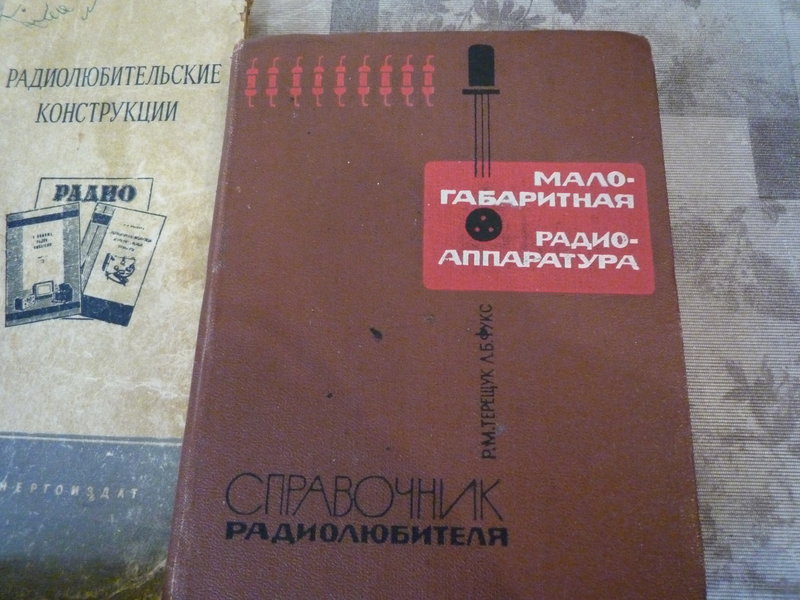 РАДИОЛЮБИТЕЛЬСКИЕ
КОНСТРУКЦИИ
РАДИО
НЕРГОИЗДАТ
МАЛО-
ГАБАРИТНАЯ
РАДИО-
АППАРАТУРА
Р.М.ТЕРЕЩУК Л.Б.ФУКС
СПРАВОЧНИК
РАДИОЛЮБИТЕЛЯ